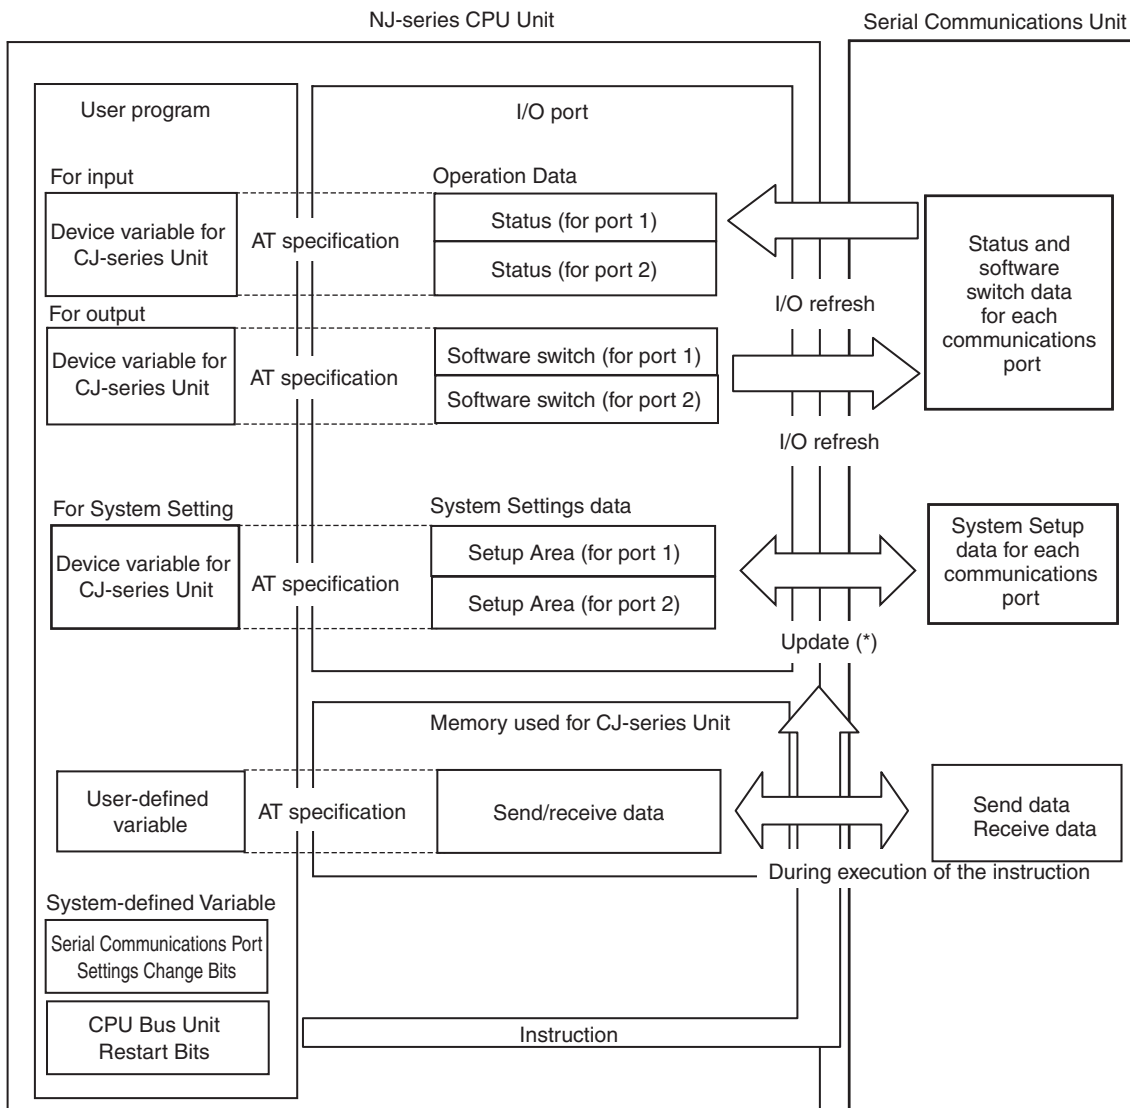 NJ-series CPU Unit
Serial Communications Unit
User program
I/O port
For input
Operation Data
Device variable for
CJ-series Unit
AT specification
Status (for port 1)
Status (for port 2)
I/O refresh
Status and
software
switch data
for each
communications
port
For output
Device variable for
CJ-series Unit
AT specification
Software switch (for port 1)
Software switch (for port 2)
I/O refresh
For System Setting
System Settings data
Device variable for
CJ-series Unit
AT specification
Setup Area (for port 1)
Setup Area (for port 2)
System Setup
data for each
communications
port
Update (*)
Memory used for CJ-series Unit
User-defined
variable
AT specification
Send/receive data
Send data
Receive data
During execution of the instruction
System-defined Variable
Serial Communications Port
Settings Change Bits
CPU Bus Unit
Restart Bits
Instruction